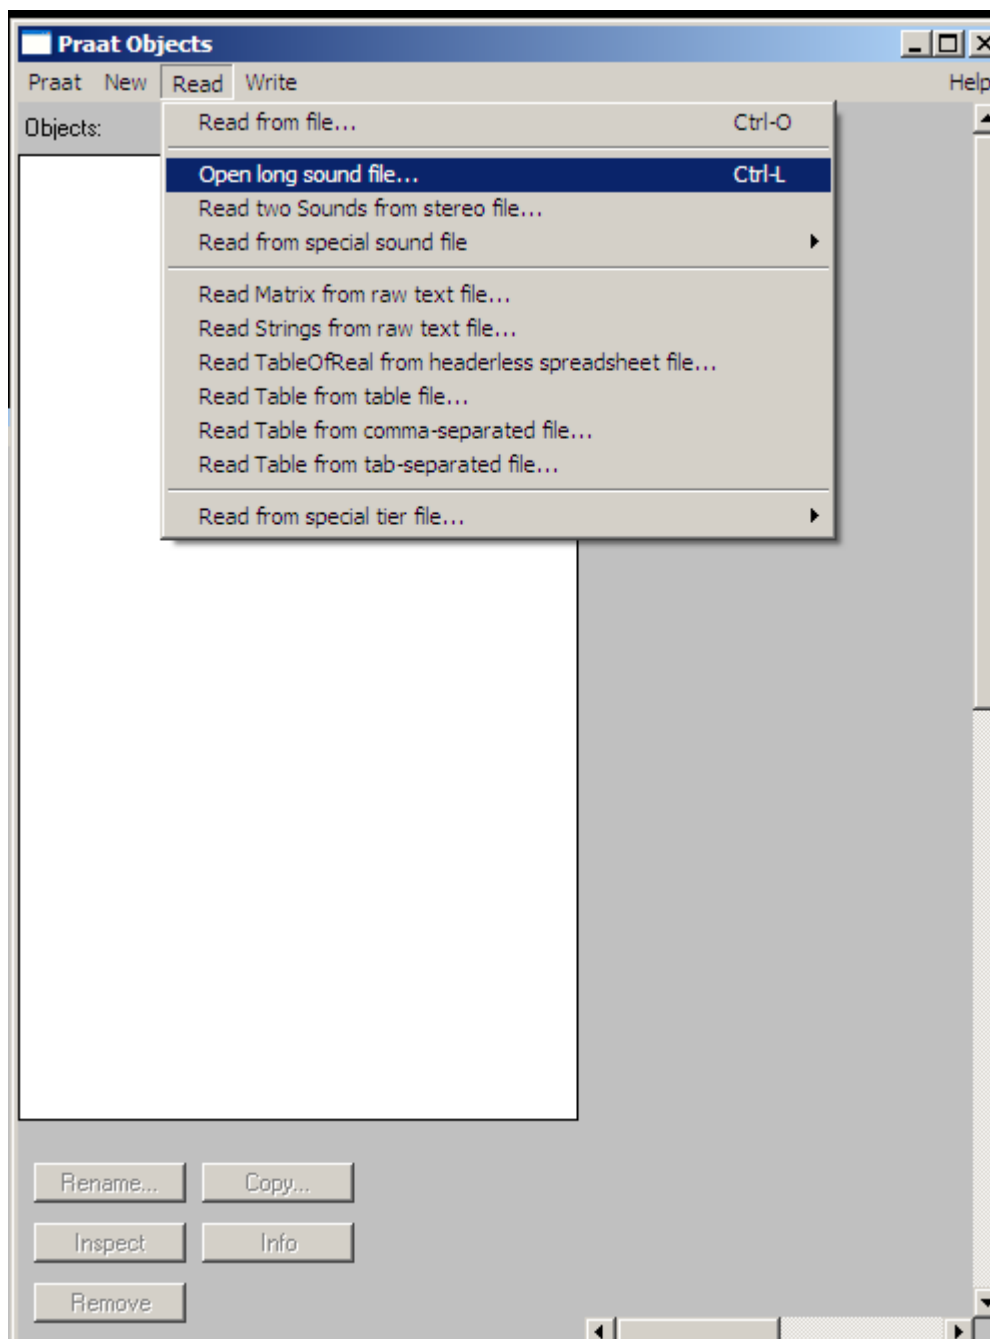 Praat Objects
Praat New Read Write Help
Objects:
Read from file... Ctrl-O
Open long sound file... Ctrl-L
Read two Sounds from stereo file...
Read from special sound file
Read Matrix from raw text file...
Read Strings from raw text file...
Read TableOfReal from headerless spreadsheet file...
Read Table from table file...
Read Table from comma-separated file...
Read Table from tab-separated file...
Read from special tier file...
Rename... Copy...
Inspect Info
Remove